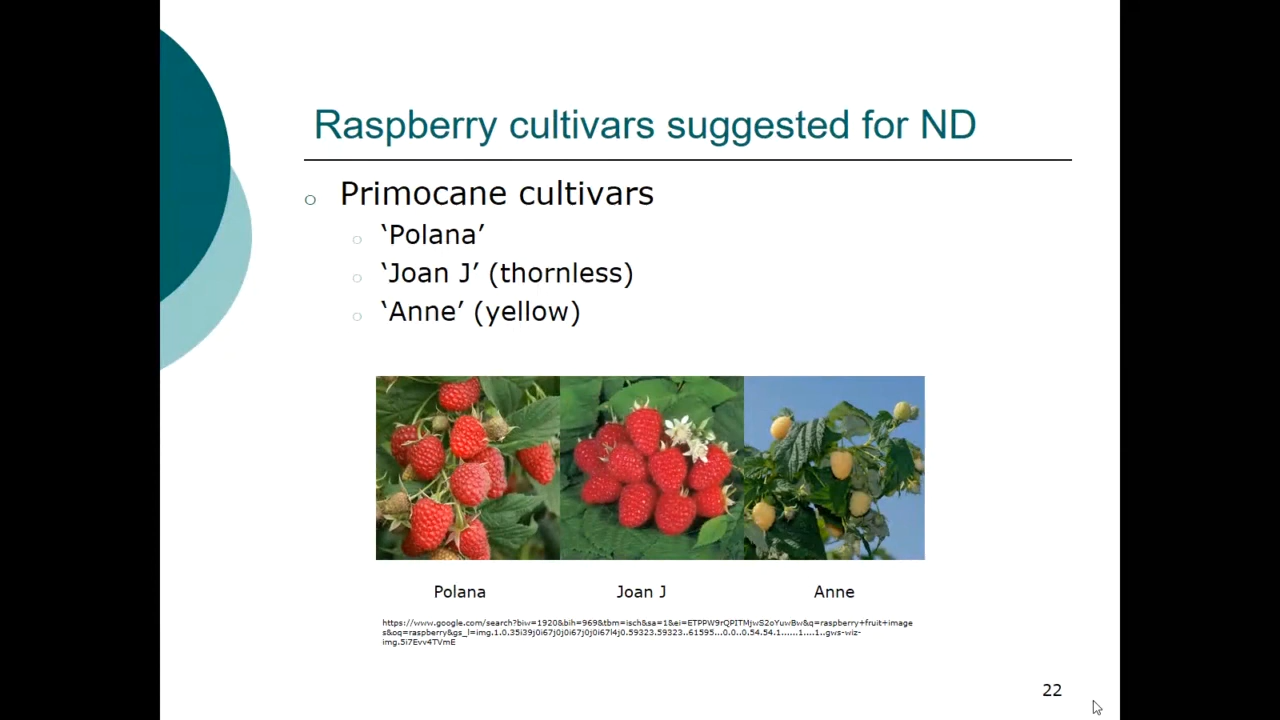 Raspberry cultivars suggested for ND
Primocane cultivars
‘Polana’
‘Joan J’ (thornless)
‘Anne’ (yellow)
Polana Joan J Anne
https://www.google.com/search?biw=1920&bih=969&tbm=isch&sa=1&ei=ETPPW9rQPITMjwS2oYuwBw&q=raspberry+fruit+image
s&oq=raspberry&gs_l=img.1.0.35i39j0i67j0j0i67j0j0i67l4j0.59323.59323..61595...0.0..0.54.54.1......1....1..gws-wiz-
img.5i7Evv4TVmE
22